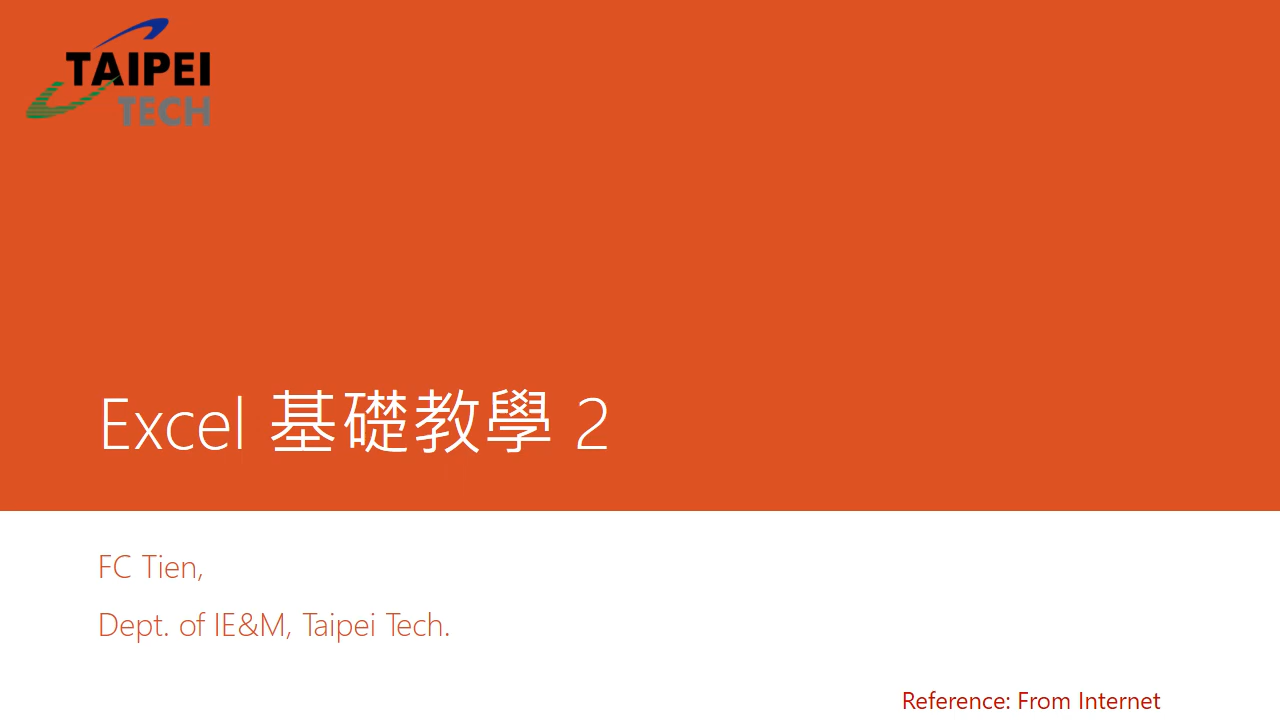 TAIPEI
TECH
Excel 基礎教學 2
FC Tien,
Dept. of IE&M, Taipei Tech.
Reference: From Internet